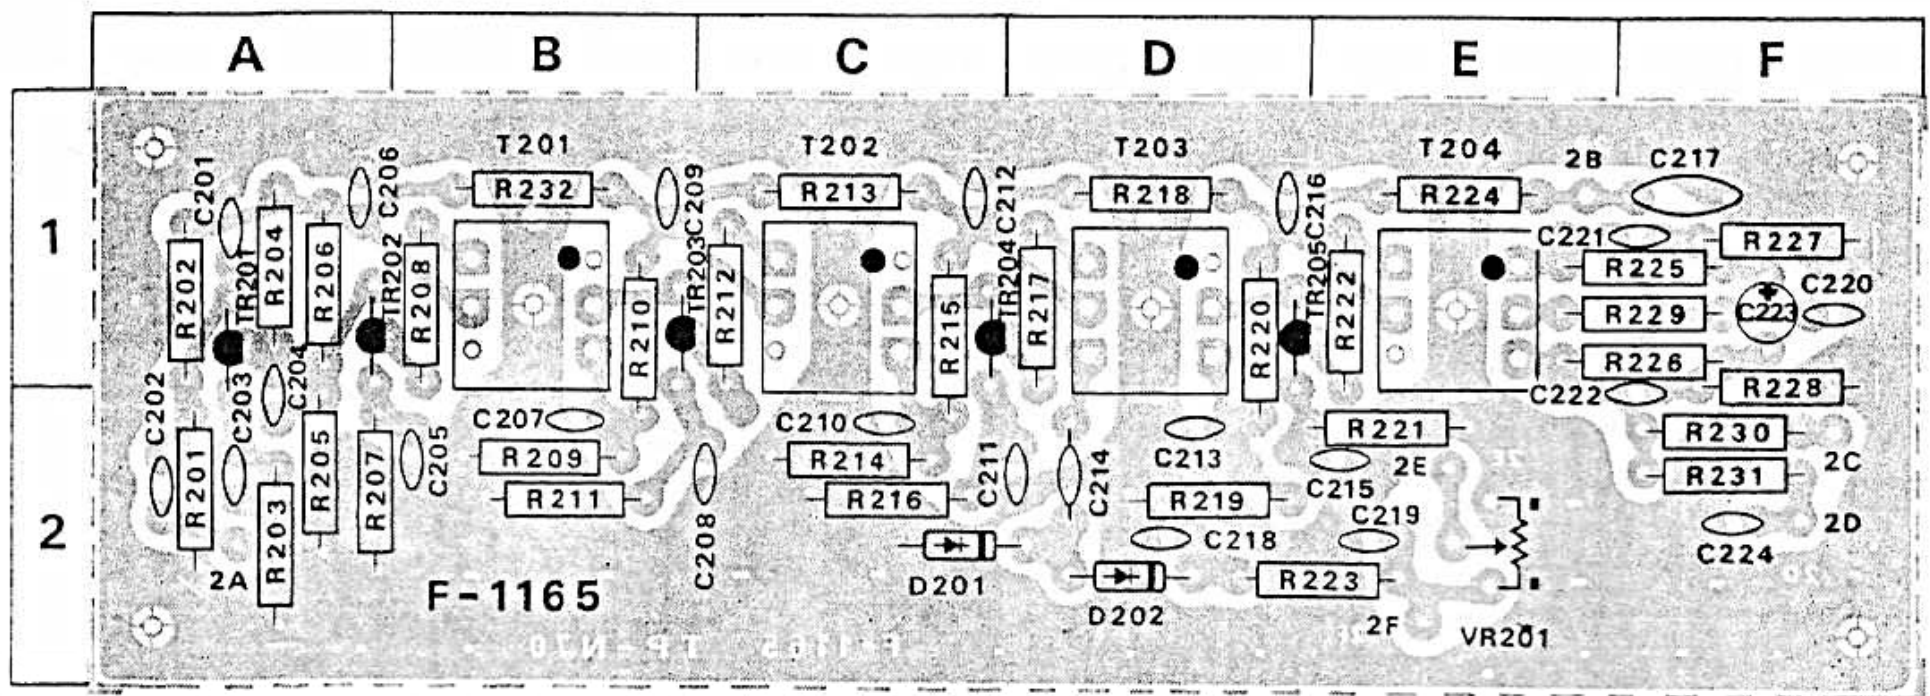 A B C D E F
1
T201 T202 T203 T204 2B C217
C201 C206 R232 C209 R213 C212 R218 C216 R224
C221 R227
R202 TR201 R204 R206 TR202 R208 R210 TR203 R212 R215 TR204 R217 R220 TR205 R222 R225 C220
R229 C223
R226
C204
C222 R228
2
C202 C203 C207 C210 C213 R221 R230
R201 R205 R207 C205 R209 R214 C211 C214 2E 2C
R203 R211 R216 R219 C215 R231
C208 C218 C219 2D
C224
2A D201 R223
F-1165 D202 2F VR201
F-1165 TP-N70